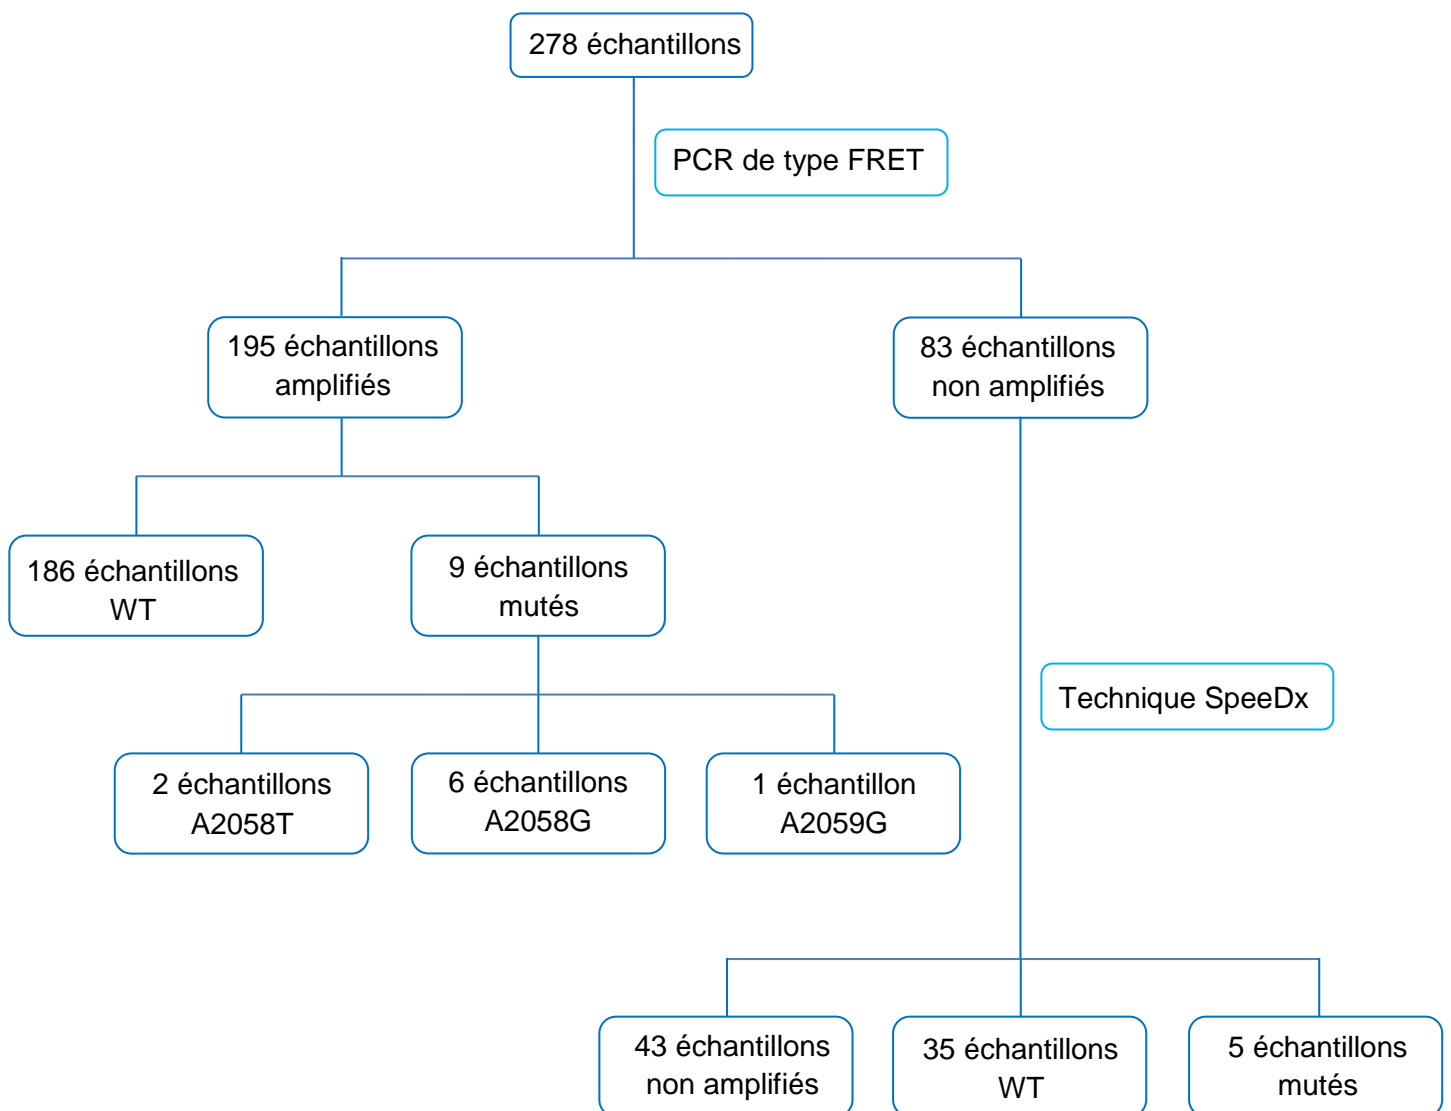 278 échantillons
PCR de type FRET
195 échantillons
amplifiés
83 échantillons
non amplifiés
186 échantillons
WT
9 échantillons
mutés
Technique SpeeDx
2 échantillons
A2058T
6 échantillons
A2058G
1 échantillon
A2059G
43 échantillons
non amplifiés
35 échantillons
WT
5 échantillons
mutés